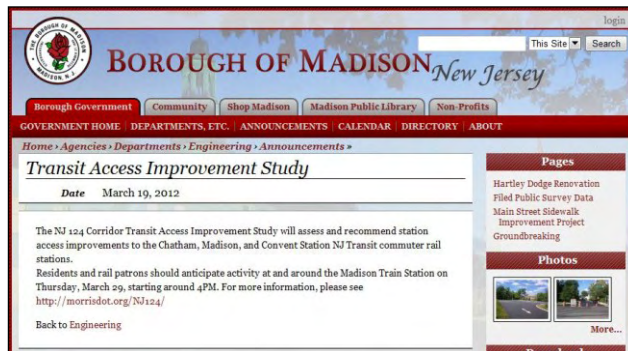 login
THE BOROUGH OF MADISON
MADISON, N.J.
This Site Search
BOROUGH OF MADISON
New Jersey
Borough Government Community Shop Madison Madison Public Library Non-Profits
GOVERNMENT HOME DEPARTMENTS, ETC. ANNOUNCEMENTS CALENDAR DIRECTORY ABOUT
Home › Agencies › Departments › Engineering › Announcements »
Transit Access Improvement Study
Date March 19, 2012
The NJ 124 Corridor Transit Access Improvement Study will assess and recommend station
access improvements to the Chatham, Madison, and Convent Station NJ Transit commuter rail
stations.
Residents and rail patrons should anticipate activity at and around the Madison Train Station on
Thursday, March 29, starting around 4PM. For more information, please see
http://morrisdot.org/NJ124/
Back to Engineering
Pages
Hartley Dodge Renovation
Filed Public Survey Data
Main Street Sidewalk
Improvement Project
Groundbreaking
Photos
More...